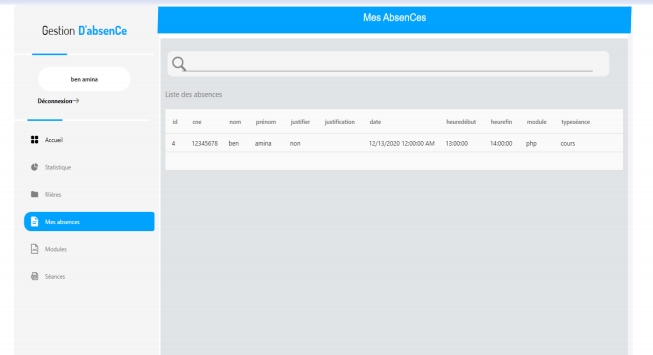 Gestion D'absenCe
ben amina
Déconnexion→
Accueil
Statistique
filières
Mes absences
Modules
Séances
Mes AbsenCes
Liste des absences
id cne nom prénom justifier justification date heuredébut heurefin module typeséance
4 12345678 ben amina non 12/13/2020 12:00:00 AM 13:00:00 14:00:00 php cours